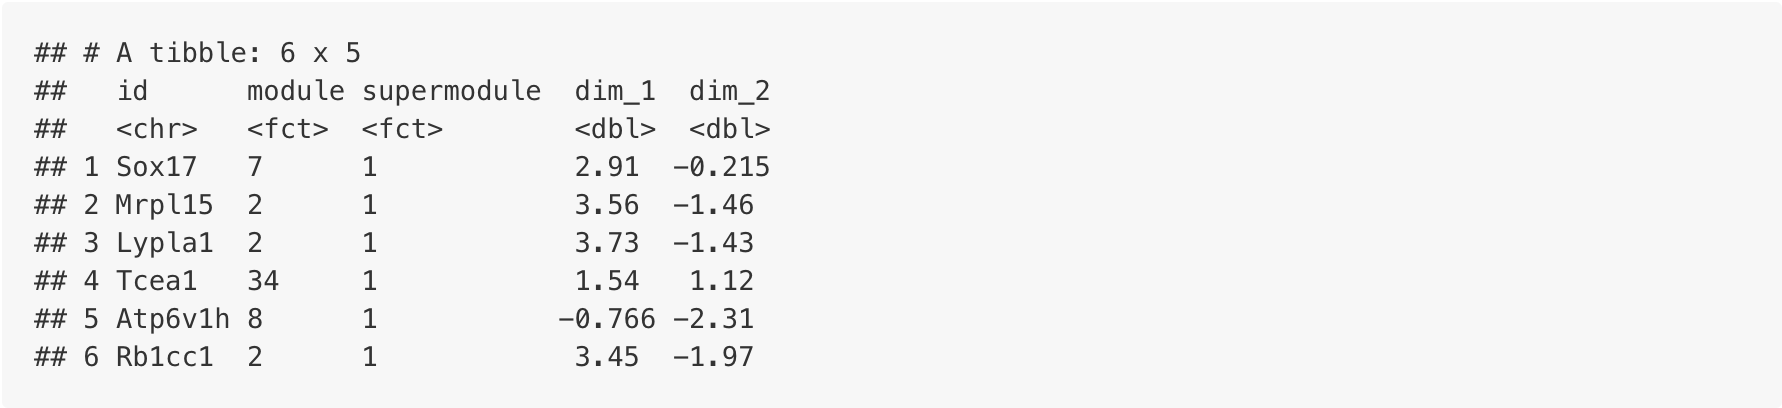 ## # A tibble: 6 x 5
##   id      module supermodule  dim_1  dim_2
##   <chr>   <fct>  <fct>        <dbl>  <dbl>
## 1 Sox17   7      1            2.91  −0.215
## 2 Mrpl15  2      1            3.56  −1.46
## 3 Lypla1  2      1            3.73  −1.43
## 4 Tcea1   34     1            1.54   1.12
## 5 Atp6v1h 8      1           −0.766 −2.31
## 6 Rb1cc1  2      1            3.45  −1.97